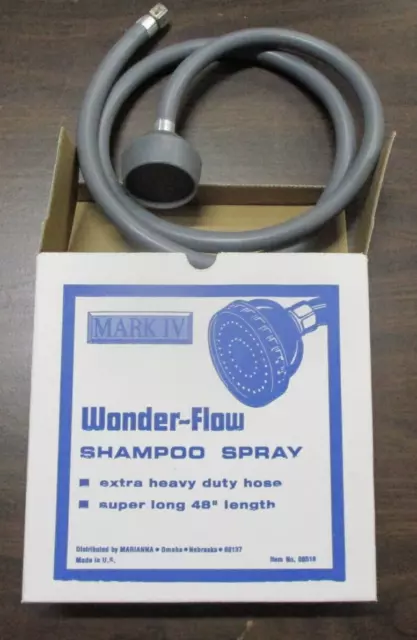 MARK IV
Wonder-Flow
SHAMPOO SPRAY
■ extra heavy duty hose
■ super long 48" length
Distributed by MARIANNA • Omaha • Nebraska • 68137
Made in U.S.
Item No.